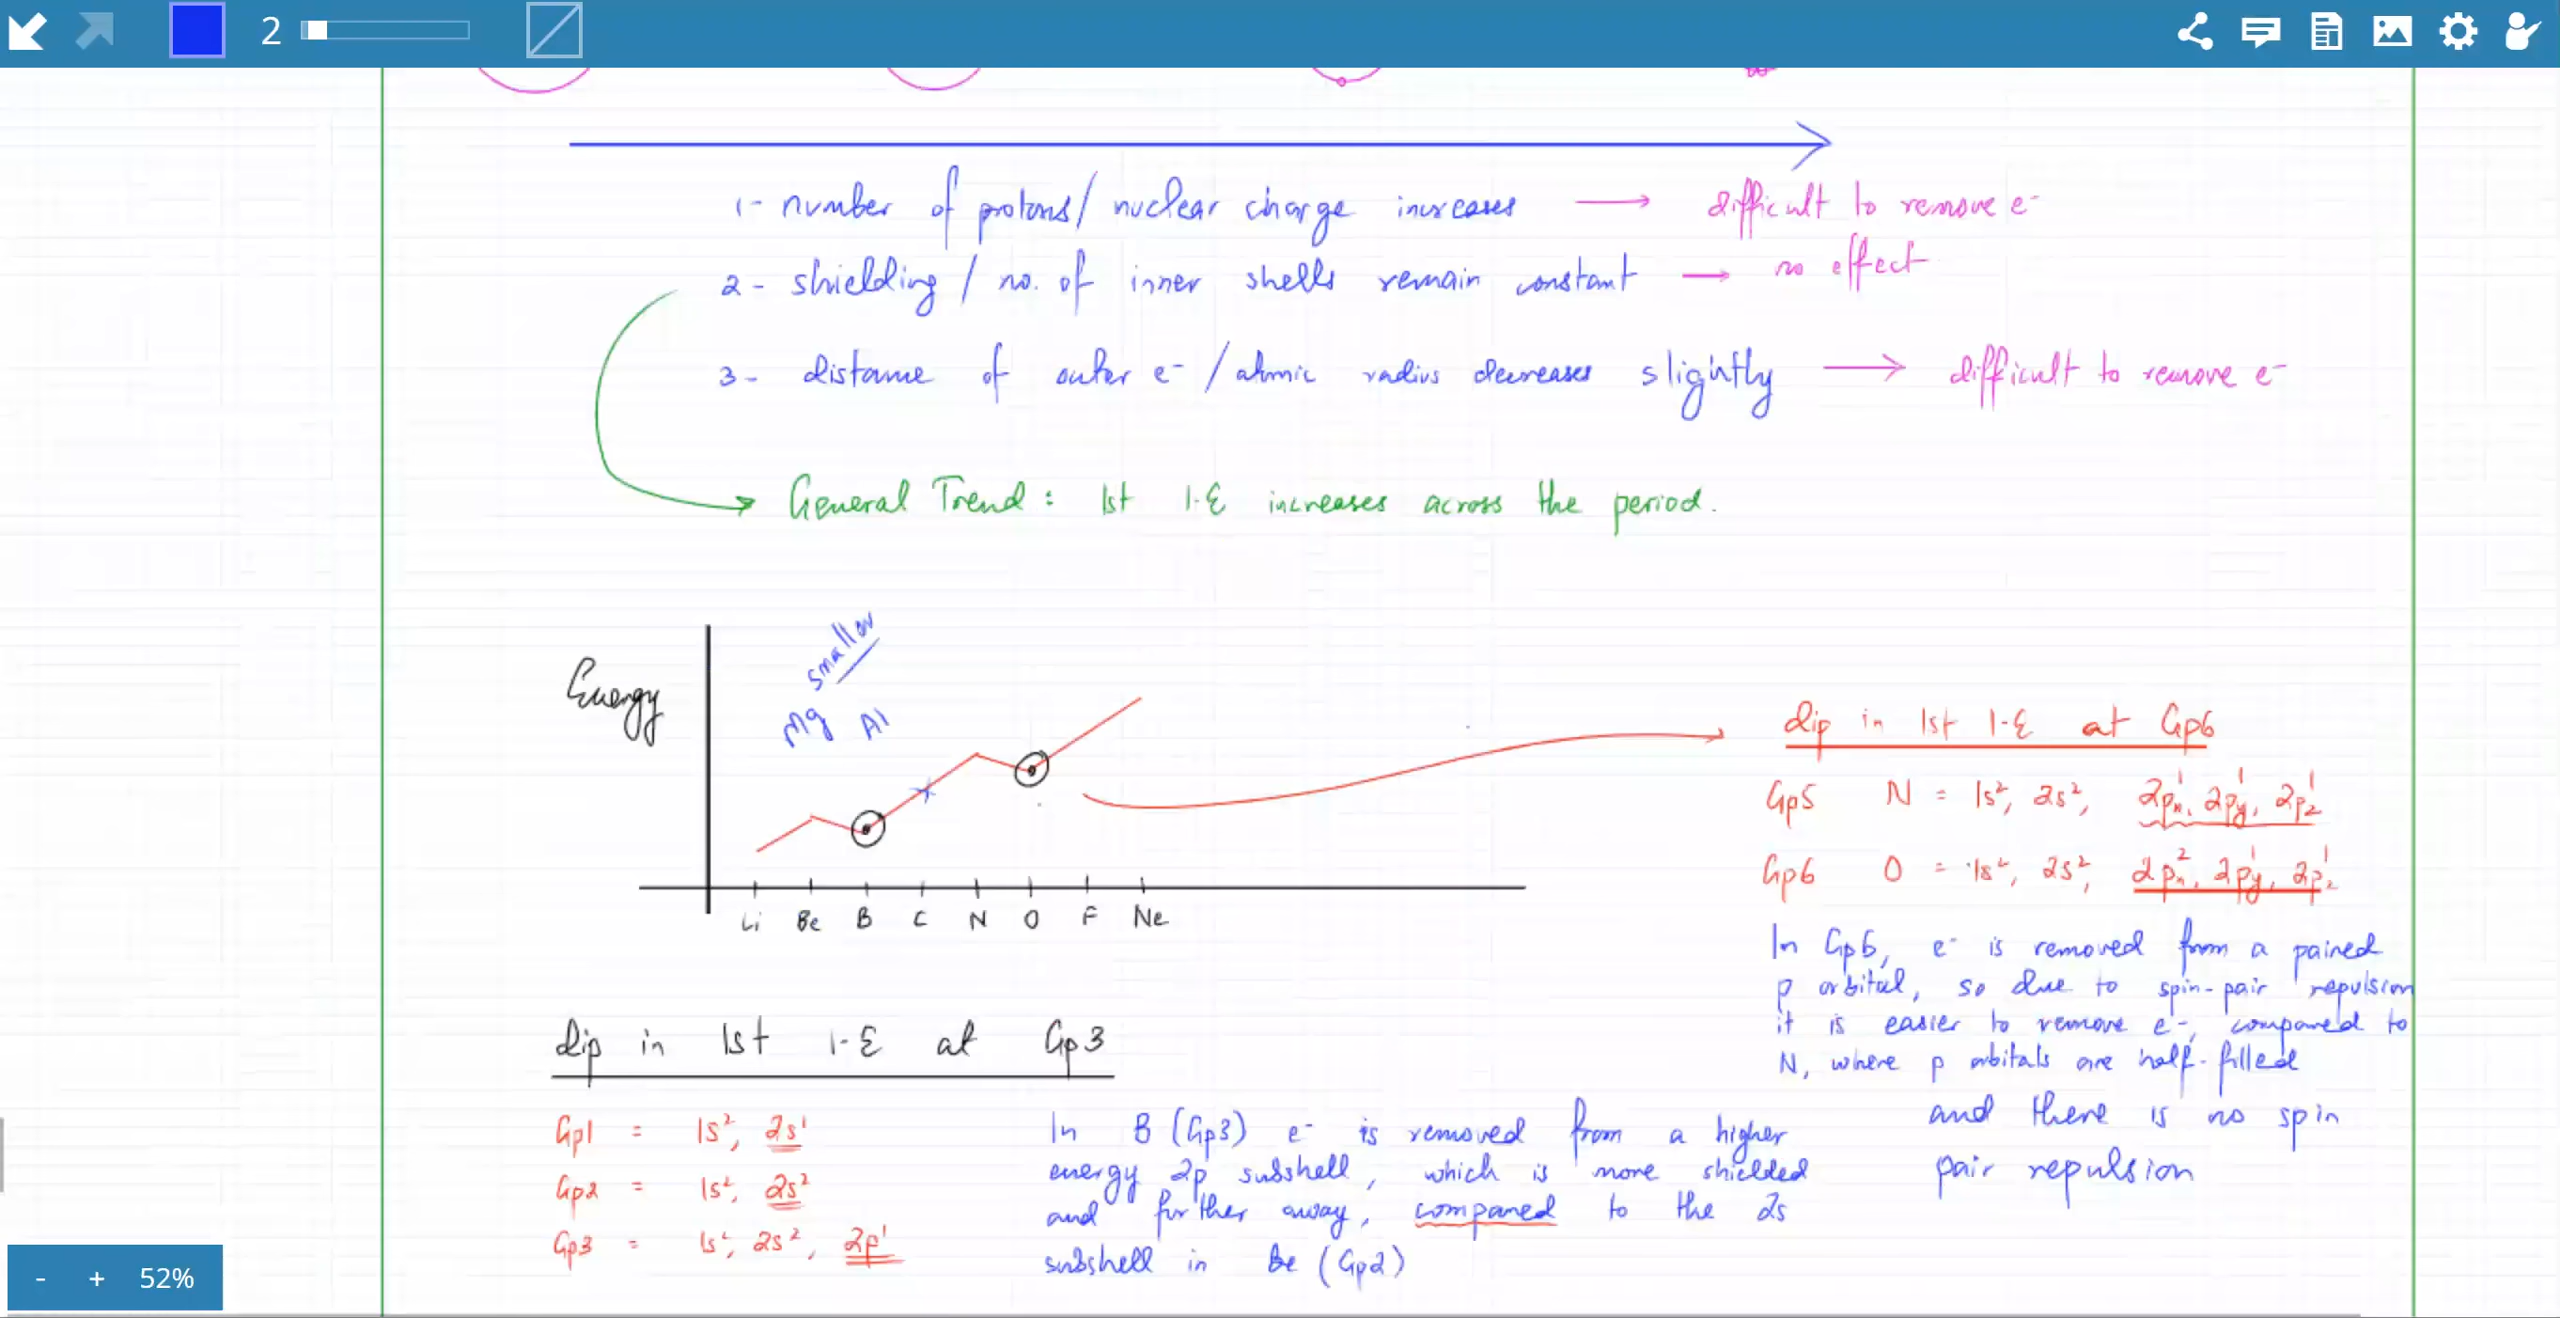 2
1- number of protons/ nuclear charge increases → difficult to remove e-
2- shielding / no. of inner shells remain constant → no effect
3- distance of outer e- / atomic radius decreases slightly → difficult to remove e-
General Trend : 1st I.E increases across the period.
smaller
Mg Al
Energy
Li Be B C N O F Ne
dip in 1st I-E at Gp6
Gp5 N = 1s², 2s², 2px¹, 2py¹, 2pz¹
Gp6 O = 1s², 2s², 2px², 2py¹, 2pz¹
In Gp6, e- is removed from a paired
p orbital, so due to spin-pair repulsion
it is easier to remove e-, compared to
N, where p orbitals are half-filled
and there is no spin
pair repulsion
dip in 1st I-E at Gp3
Gp1 = 1s², 2s¹
Gp2 = 1s², 2s²
Gp3 = 1s², 2s², 2p¹
In B (Gp3) e- is removed from a higher
energy 2p subshell, which is more shielded
and further away, compared to the 2s
subshell in Be (Gp2)
- + 52%